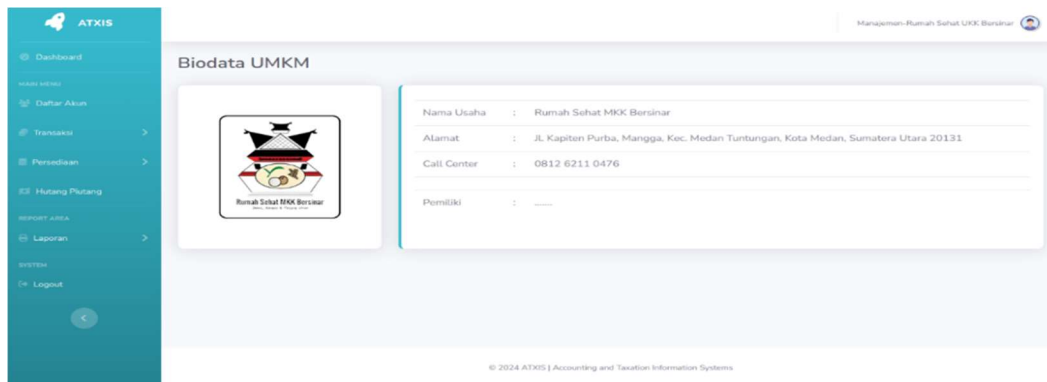 ATXIS
Manajemen-Rumah Sehat UKK Bersinar
Dashboard
MAIN MENU
Daftar Akun
Transaksi
Persediaan
Hutang Piutang
REPORT AREA
Laporan
SYSTEM
Logout
Biodata UMKM
Rumah Sehat MKK Bersinar
Nama Usaha : Rumah Sehat MKK Bersinar
Alamat : JL. Kapiten Purba, Mangga, Kec. Medan Tuntungan, Kota Medan, Sumatera Utara 20131
Call Center : 0812 6211 0476
Pemiliki : .......
© 2024 ATXIS | Accounting and Taxation Information Systems